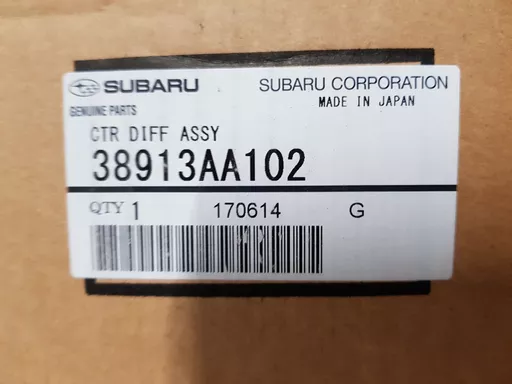 SUBARU SUBARU CORPORATION
GENUINE PARTS MADE IN JAPAN
CTR DIFF ASSY
38913AA102
QTY 1 170614 G